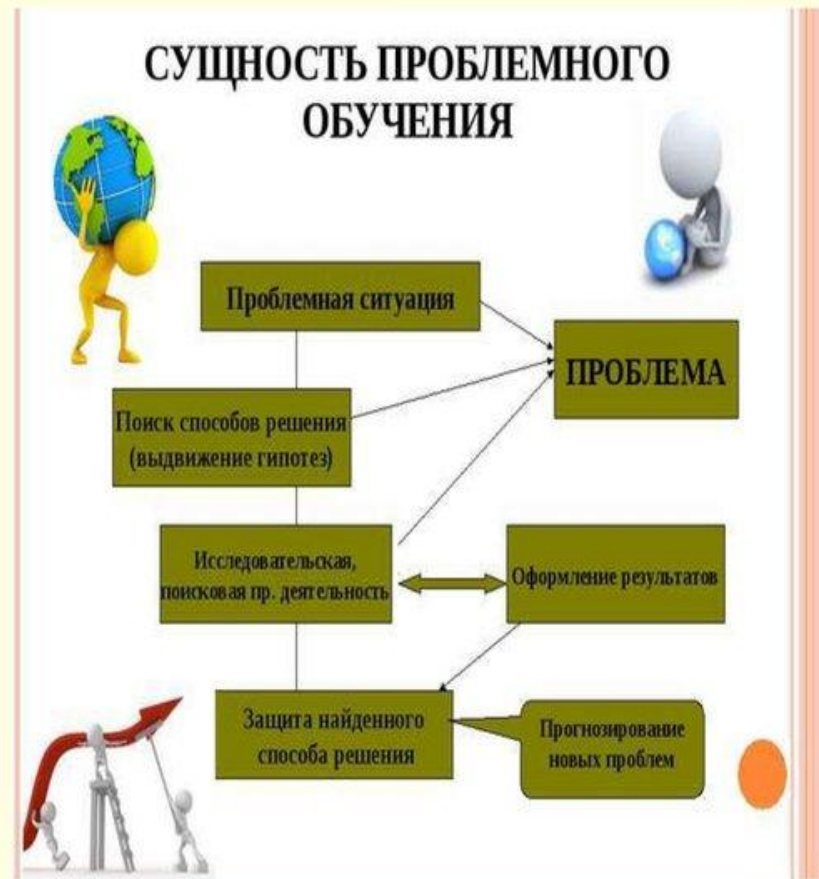 СУЩНОСТЬ ПРОБЛЕМНОГО
ОБУЧЕНИЯ
Проблемная ситуация
ПРОБЛЕМА
Поиск способов решения
(выдвижение гипотез)
Исследовательская,
поисковая пр. деятельность
Оформление результатов
Защита найденного
способа решения
Прогнозирование
новых проблем